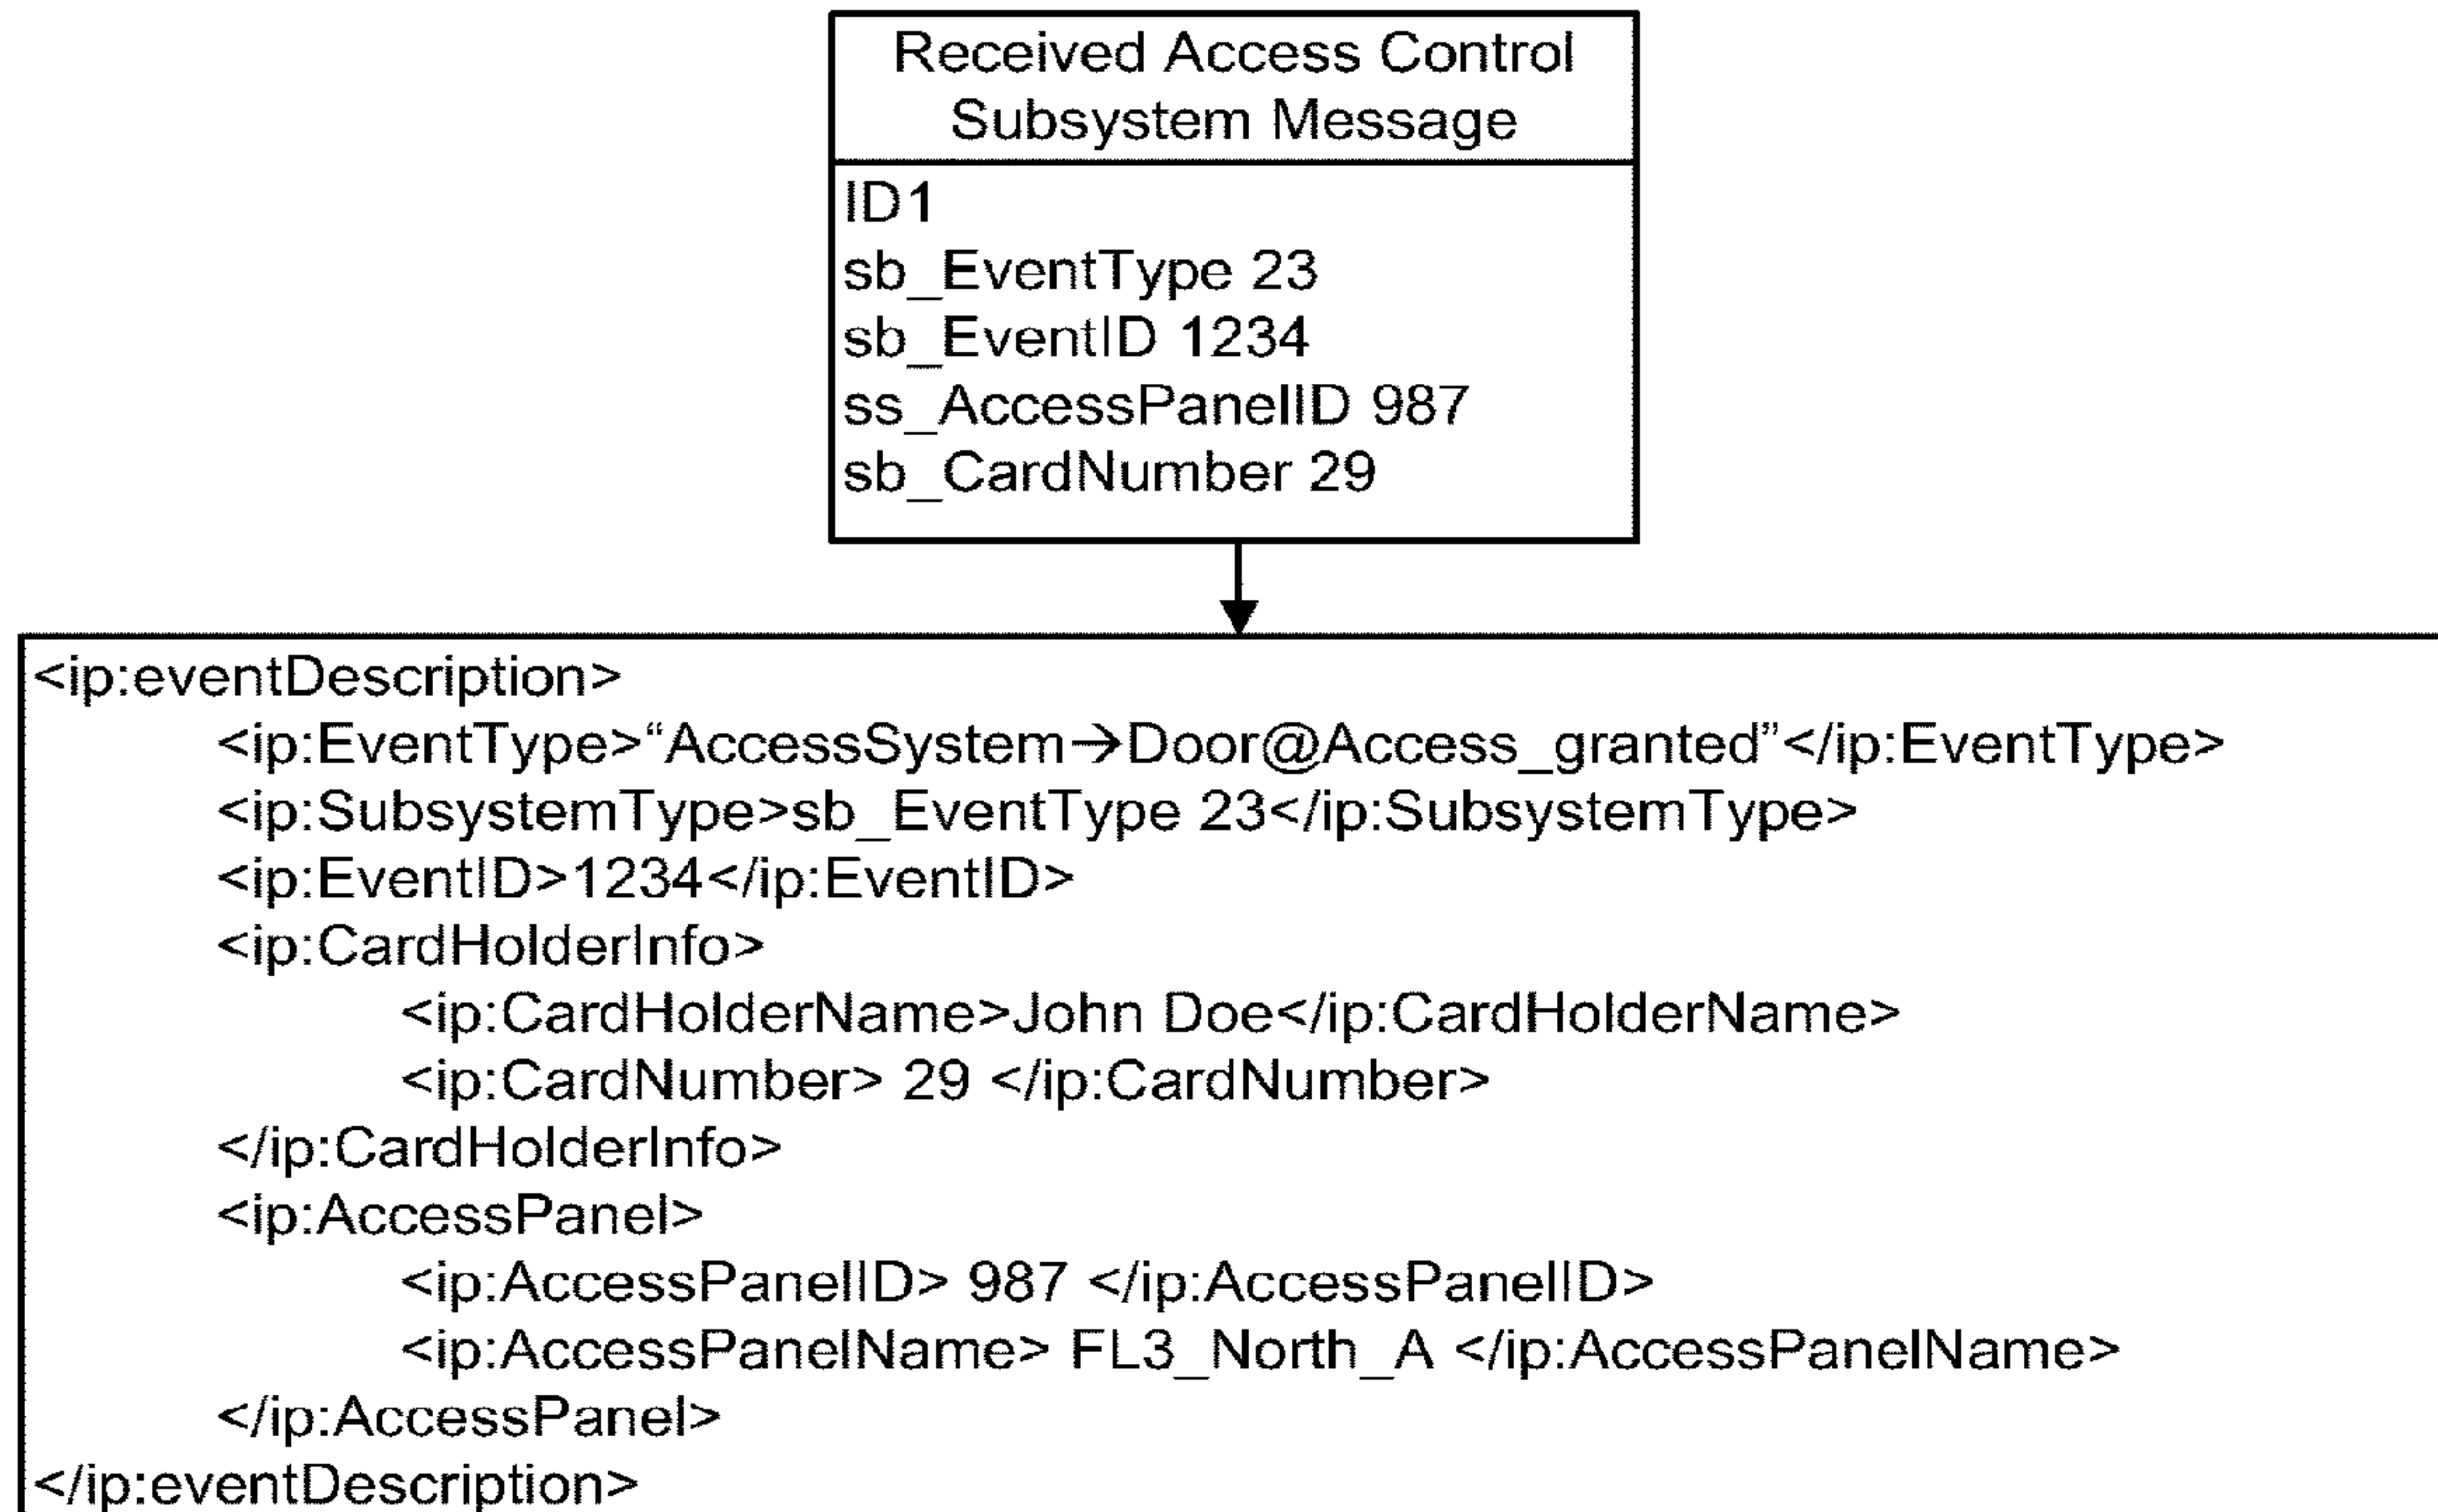 Received Access Control
Subsystem Message
ID1
sb_EventType 23
sb_EventID 1234
ss_AccessPanelID 987
sb_CardNumber 29
<ip:eventDescription>
<ip:EventType>“AccessSystem→Door@Access_granted”</ip:EventType>
<ip:SubsystemType>sb_EventType 23</ip:SubsystemType>
<ip:EventID>1234</ip:EventID>
<ip:CardHolderInfo>
<ip:CardHolderName>John Doe</ip:CardHolderName>
<ip:CardNumber> 29 </ip:CardNumber>
</ip:CardHolderInfo>
<ip:AccessPanel>
<ip:AccessPanelID> 987 </ip:AccessPanelID>
<ip:AccessPanelName> FL3_North_A </ip:AccessPanelName>
</ip:AccessPanel>
</ip:eventDescription>